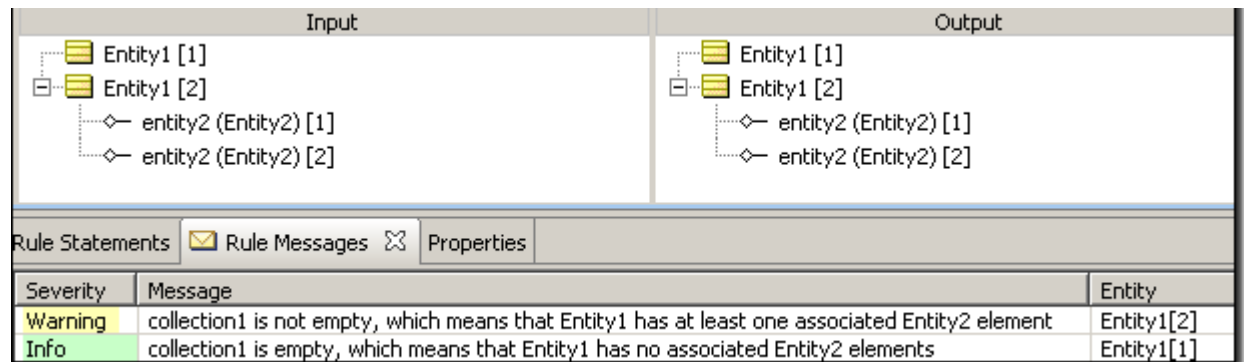 Input Output
Entity1 [1] Entity1 [1]
Entity1 [2] Entity1 [2]
entity2 (Entity2) [1] entity2 (Entity2) [1]
entity2 (Entity2) [2] entity2 (Entity2) [2]
Rule Statements Rule Messages Properties
Severity Message Entity
Warning collection1 is not empty, which means that Entity1 has at least one associated Entity2 element Entity1[2]
Info collection1 is empty, which means that Entity1 has no associated Entity2 elements Entity1[1]